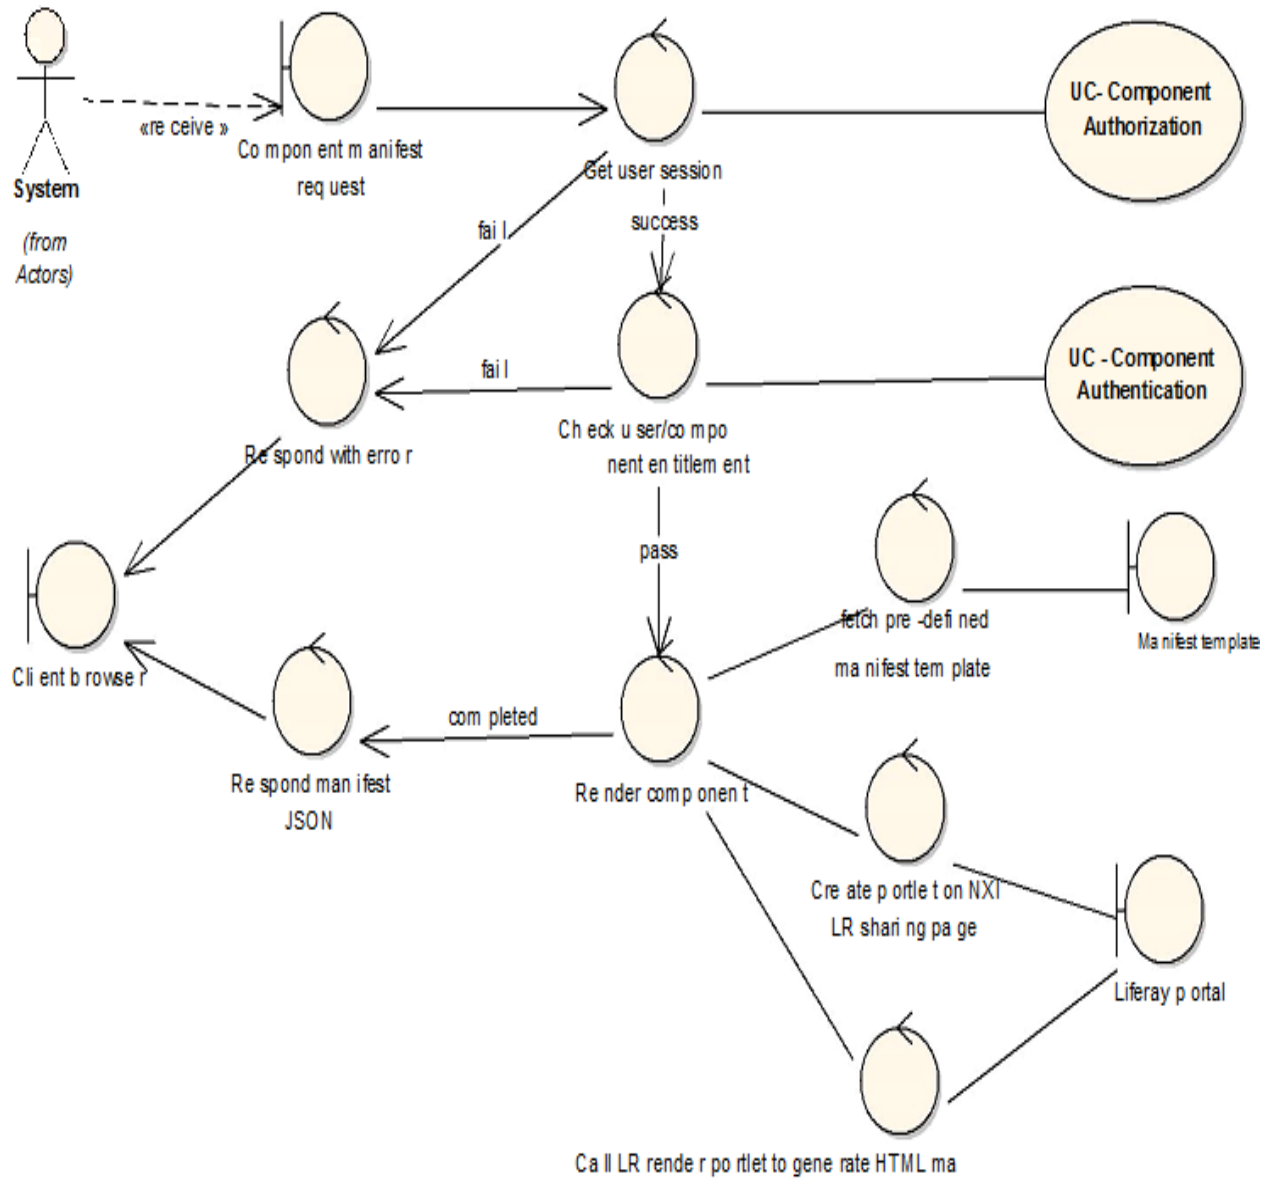 UC- Component
Authorization
«receive»
Component manifest
request
Get user session
System
success
(from
Actors)
fail
UC - Component
Authentication
fail
Check user/compo
nent entitlement
Respond with error
pass
fetch pre-defined
manifest template
Manifest template
Client browser
completed
Respond manifest
JSON
Render component
Create portlet on NXI
LR sharing page
Liferay portal
Call LR render portlet to generate HTML ma